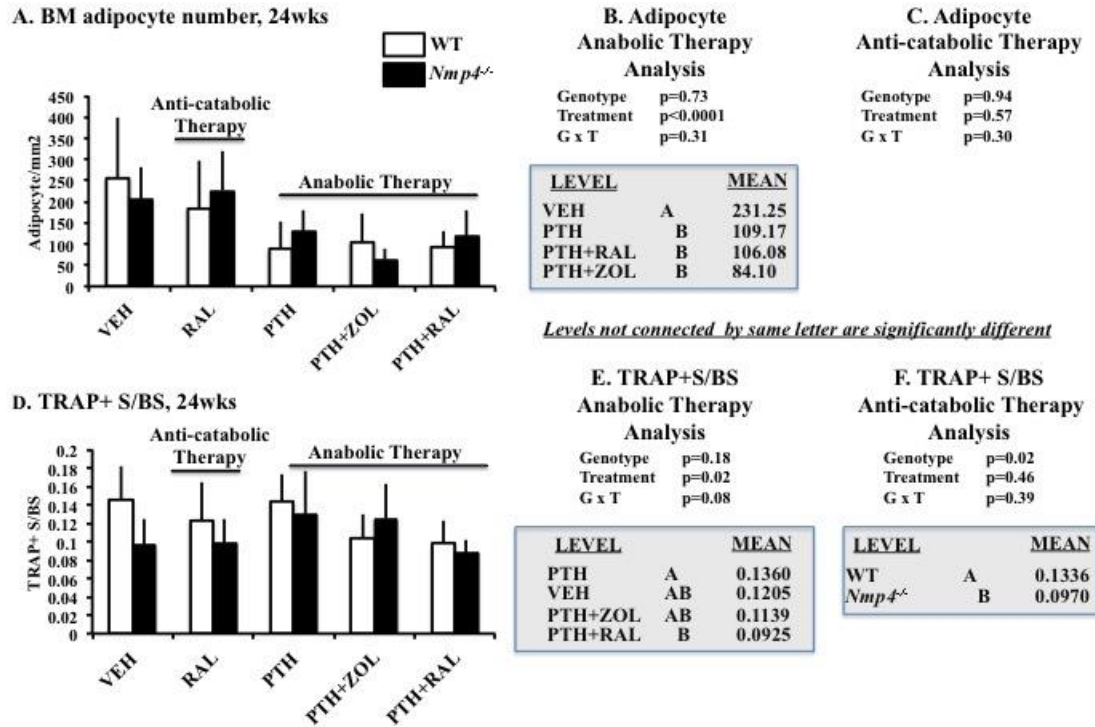 A. BM adipocyte number, 24wks
WT
Nmp4-/-
450
400
350
300
250
200
150
100
50
0
Adipocyte/mm2
Anti-catabolic
Therapy
Anabolic Therapy
VEH
RAL
PTH
PTH+ZOL
PTH+RAL
B. Adipocyte
Anabolic Therapy
Analysis
Genotype p=0.73
Treatment p<0.0001
G x T p=0.31
LEVEL MEAN
VEH A 231.25
PTH B 109.17
PTH+RAL B 106.08
PTH+ZOL B 84.10
C. Adipocyte
Anti-catabolic Therapy
Analysis
Genotype p=0.94
Treatment p=0.57
G x T p=0.30
Levels not connected by same letter are significantly different
D. TRAP+ S/BS, 24wks
0.2
0.18
0.16
0.14
0.12
0.1
0.08
0.06
0.04
0.02
0
TRAP+ S/BS
Anti-catabolic
Therapy
Anabolic Therapy
VEH
RAL
PTH
PTH+ZOL
PTH+RAL
E. TRAP+S/BS
Anabolic Therapy
Analysis
Genotype p=0.18
Treatment p=0.02
G x T p=0.08
LEVEL MEAN
PTH A 0.1360
VEH AB 0.1205
PTH+ZOL AB 0.1139
PTH+RAL B 0.0925
F. TRAP+ S/BS
Anti-catabolic Therapy
Analysis
Genotype p=0.02
Treatment p=0.46
G x T p=0.39
LEVEL MEAN
WT A 0.1336
Nmp4-/- B 0.0970